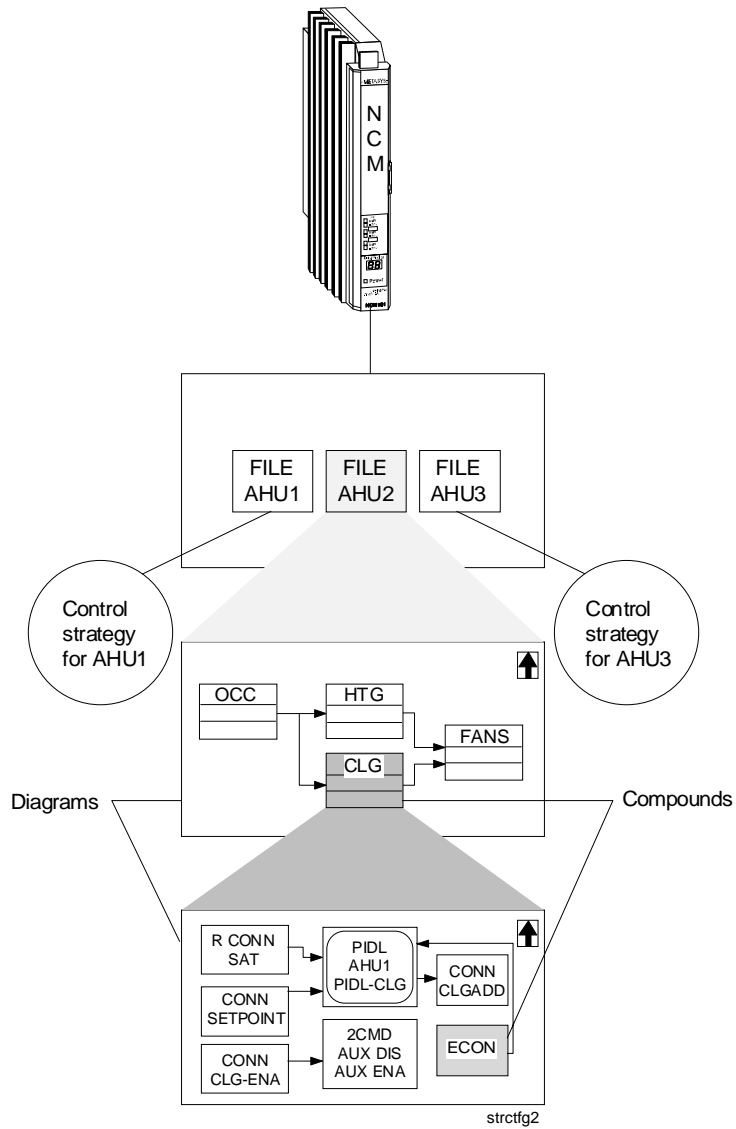 METASYS
N
C
M
Power
FILE
AHU1
FILE
AHU2
FILE
AHU3
Control
strategy
for AHU1
Control
strategy
for AHU3
OCC
HTG
CLG
FANS
Diagrams
Compounds
R CONN
SAT
PIDL
AHU1
PIDL-CLG
CONN
CLGADD
CONN
SETPOINT
2CMD
AUX DIS
AUX ENA
ECON
CONN
CLG-ENA
strctfg2